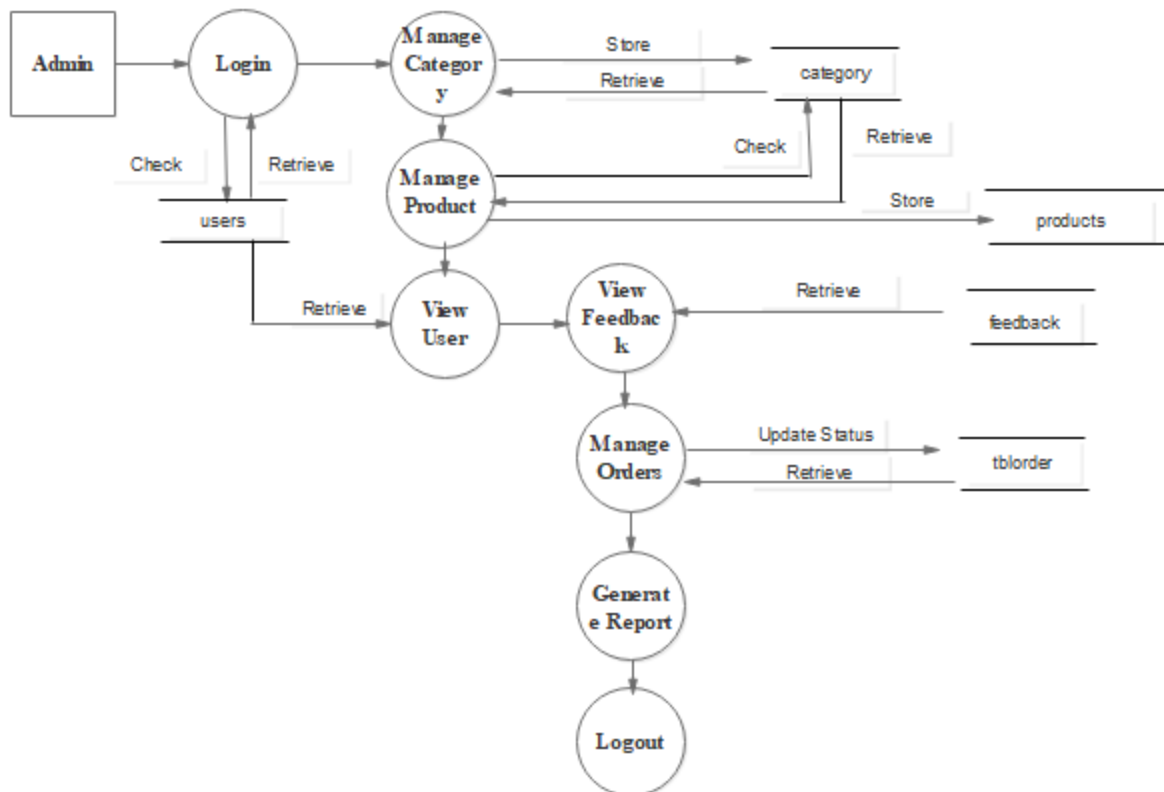 Admin
Login
Manage
Categor
y
Store
Retrieve
category
Check
Retrieve
users
Manage
Product
Check
Retrieve
Store
products
Retrieve
View
User
View
Feedbac
k
Retrieve
feedback
Manage
Orders
Update Status
Retrieve
tblorder
Generat
e Report
Logout